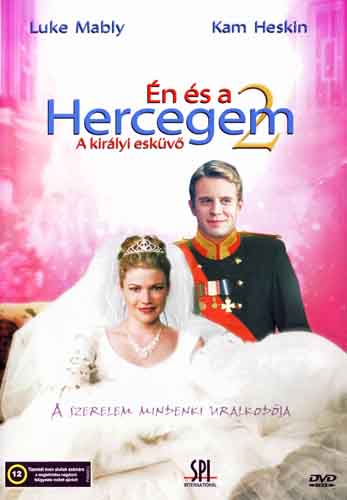 Luke Mably Kam Heskin
Én és a
Hercegem 2
A királyi esküvő
A SZERELEM MINDENKI URALKODÓJA
12
SPI
INTERNATIONAL
DVD